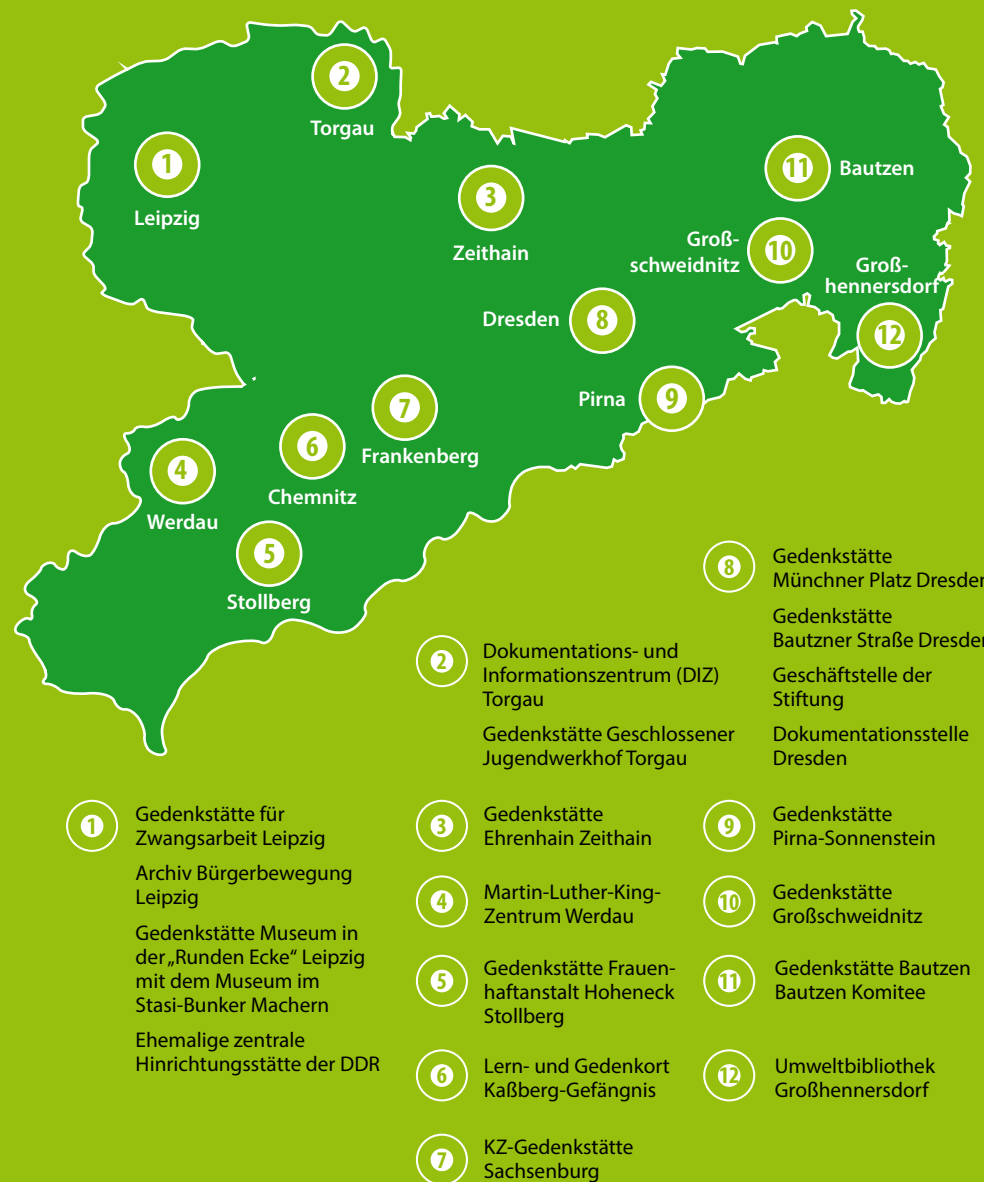 2
Torgau
1
Leipzig
3
Zeithain
11
Bautzen
Groß-
schweidnitz
10
Groß-
hennersdorf
12
Dresden
8
Pirna
9
7
Frankenberg
6
Chemnitz
4
Werdau
5
Stollberg
1
Gedenkstätte für
Zwangsarbeit Leipzig
Archiv Bürgerbewegung
Leipzig
Gedenkstätte Museum in
der „Runden Ecke“ Leipzig
mit dem Museum im
Stasi-Bunker Machern
Ehemalige zentrale
Hinrichtungsstätte der DDR
2
Dokumentations- und
Informationszentrum (DIZ)
Torgau
Gedenkstätte Geschlossener
Jugendwerkhof Torgau
3
Gedenkstätte
Ehrenhain Zeithain
4
Martin-Luther-King-
Zentrum Werdau
5
Gedenkstätte Frauen-
haftanstalt Hoheneck
Stollberg
6
Lern- und Gedenkort
Kaßberg-Gefängnis
7
KZ-Gedenkstätte
Sachsenburg
8
Gedenkstätte
Münchner Platz Dresden
Gedenkstätte
Bautzner Straße Dresden
Geschäftstelle der
Stiftung
Dokumentationsstelle
Dresden
9
Gedenkstätte
Pirna-Sonnenstein
10
Gedenkstätte
Großschweidnitz
11
Gedenkstätte Bautzen
Bautzen Komitee
12
Umweltbibliothek
Großhennersdorf